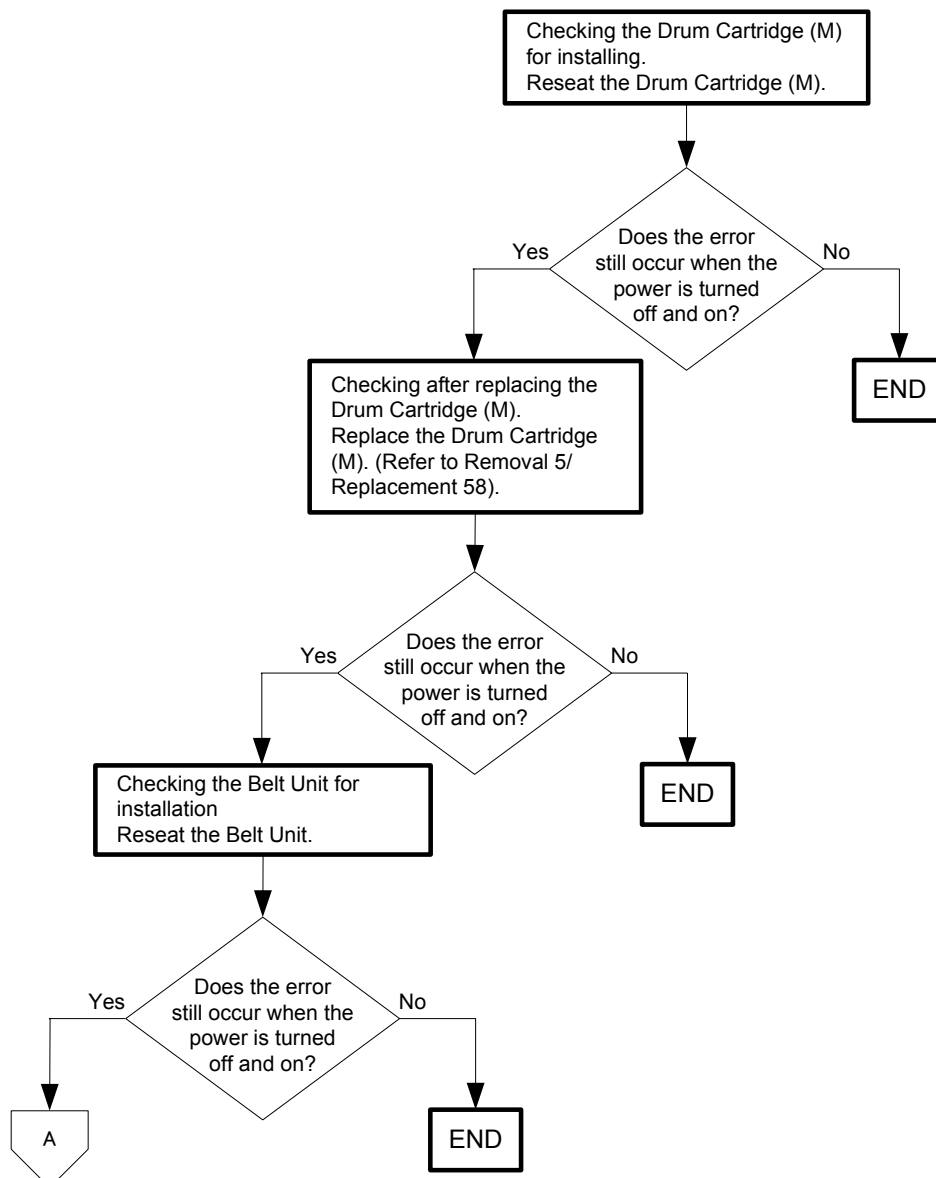 Checking the Drum Cartridge (M)
for installing.
Reseat the Drum Cartridge (M).
Does the error
still occur when the
power is turned
off and on?
Yes
No
END
Checking after replacing the
Drum Cartridge (M).
Replace the Drum Cartridge
(M). (Refer to Removal 5/
Replacement 58).
Does the error
still occur when the
power is turned
off and on?
Yes
No
END
Checking the Belt Unit for
installation
Reseat the Belt Unit.
Does the error
still occur when the
power is turned
off and on?
Yes
No
END
A